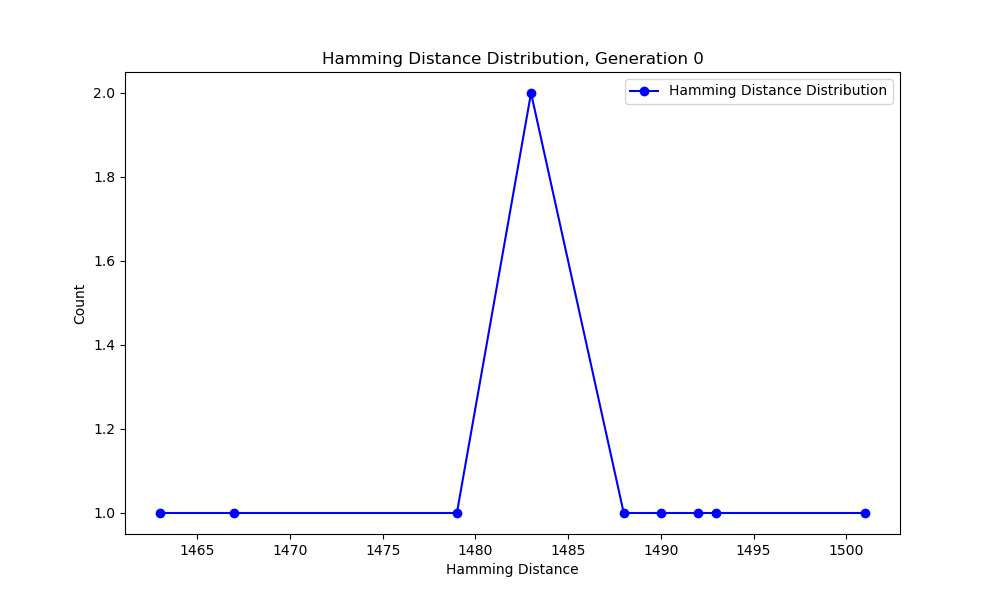 Hamming Distance Distribution, Generation 0
Hamming Distance Distribution
2.0
1.8
1.6
1.4
1.2
1.0
Count
1465 1470 1475 1480 1485 1490 1495 1500
Hamming Distance